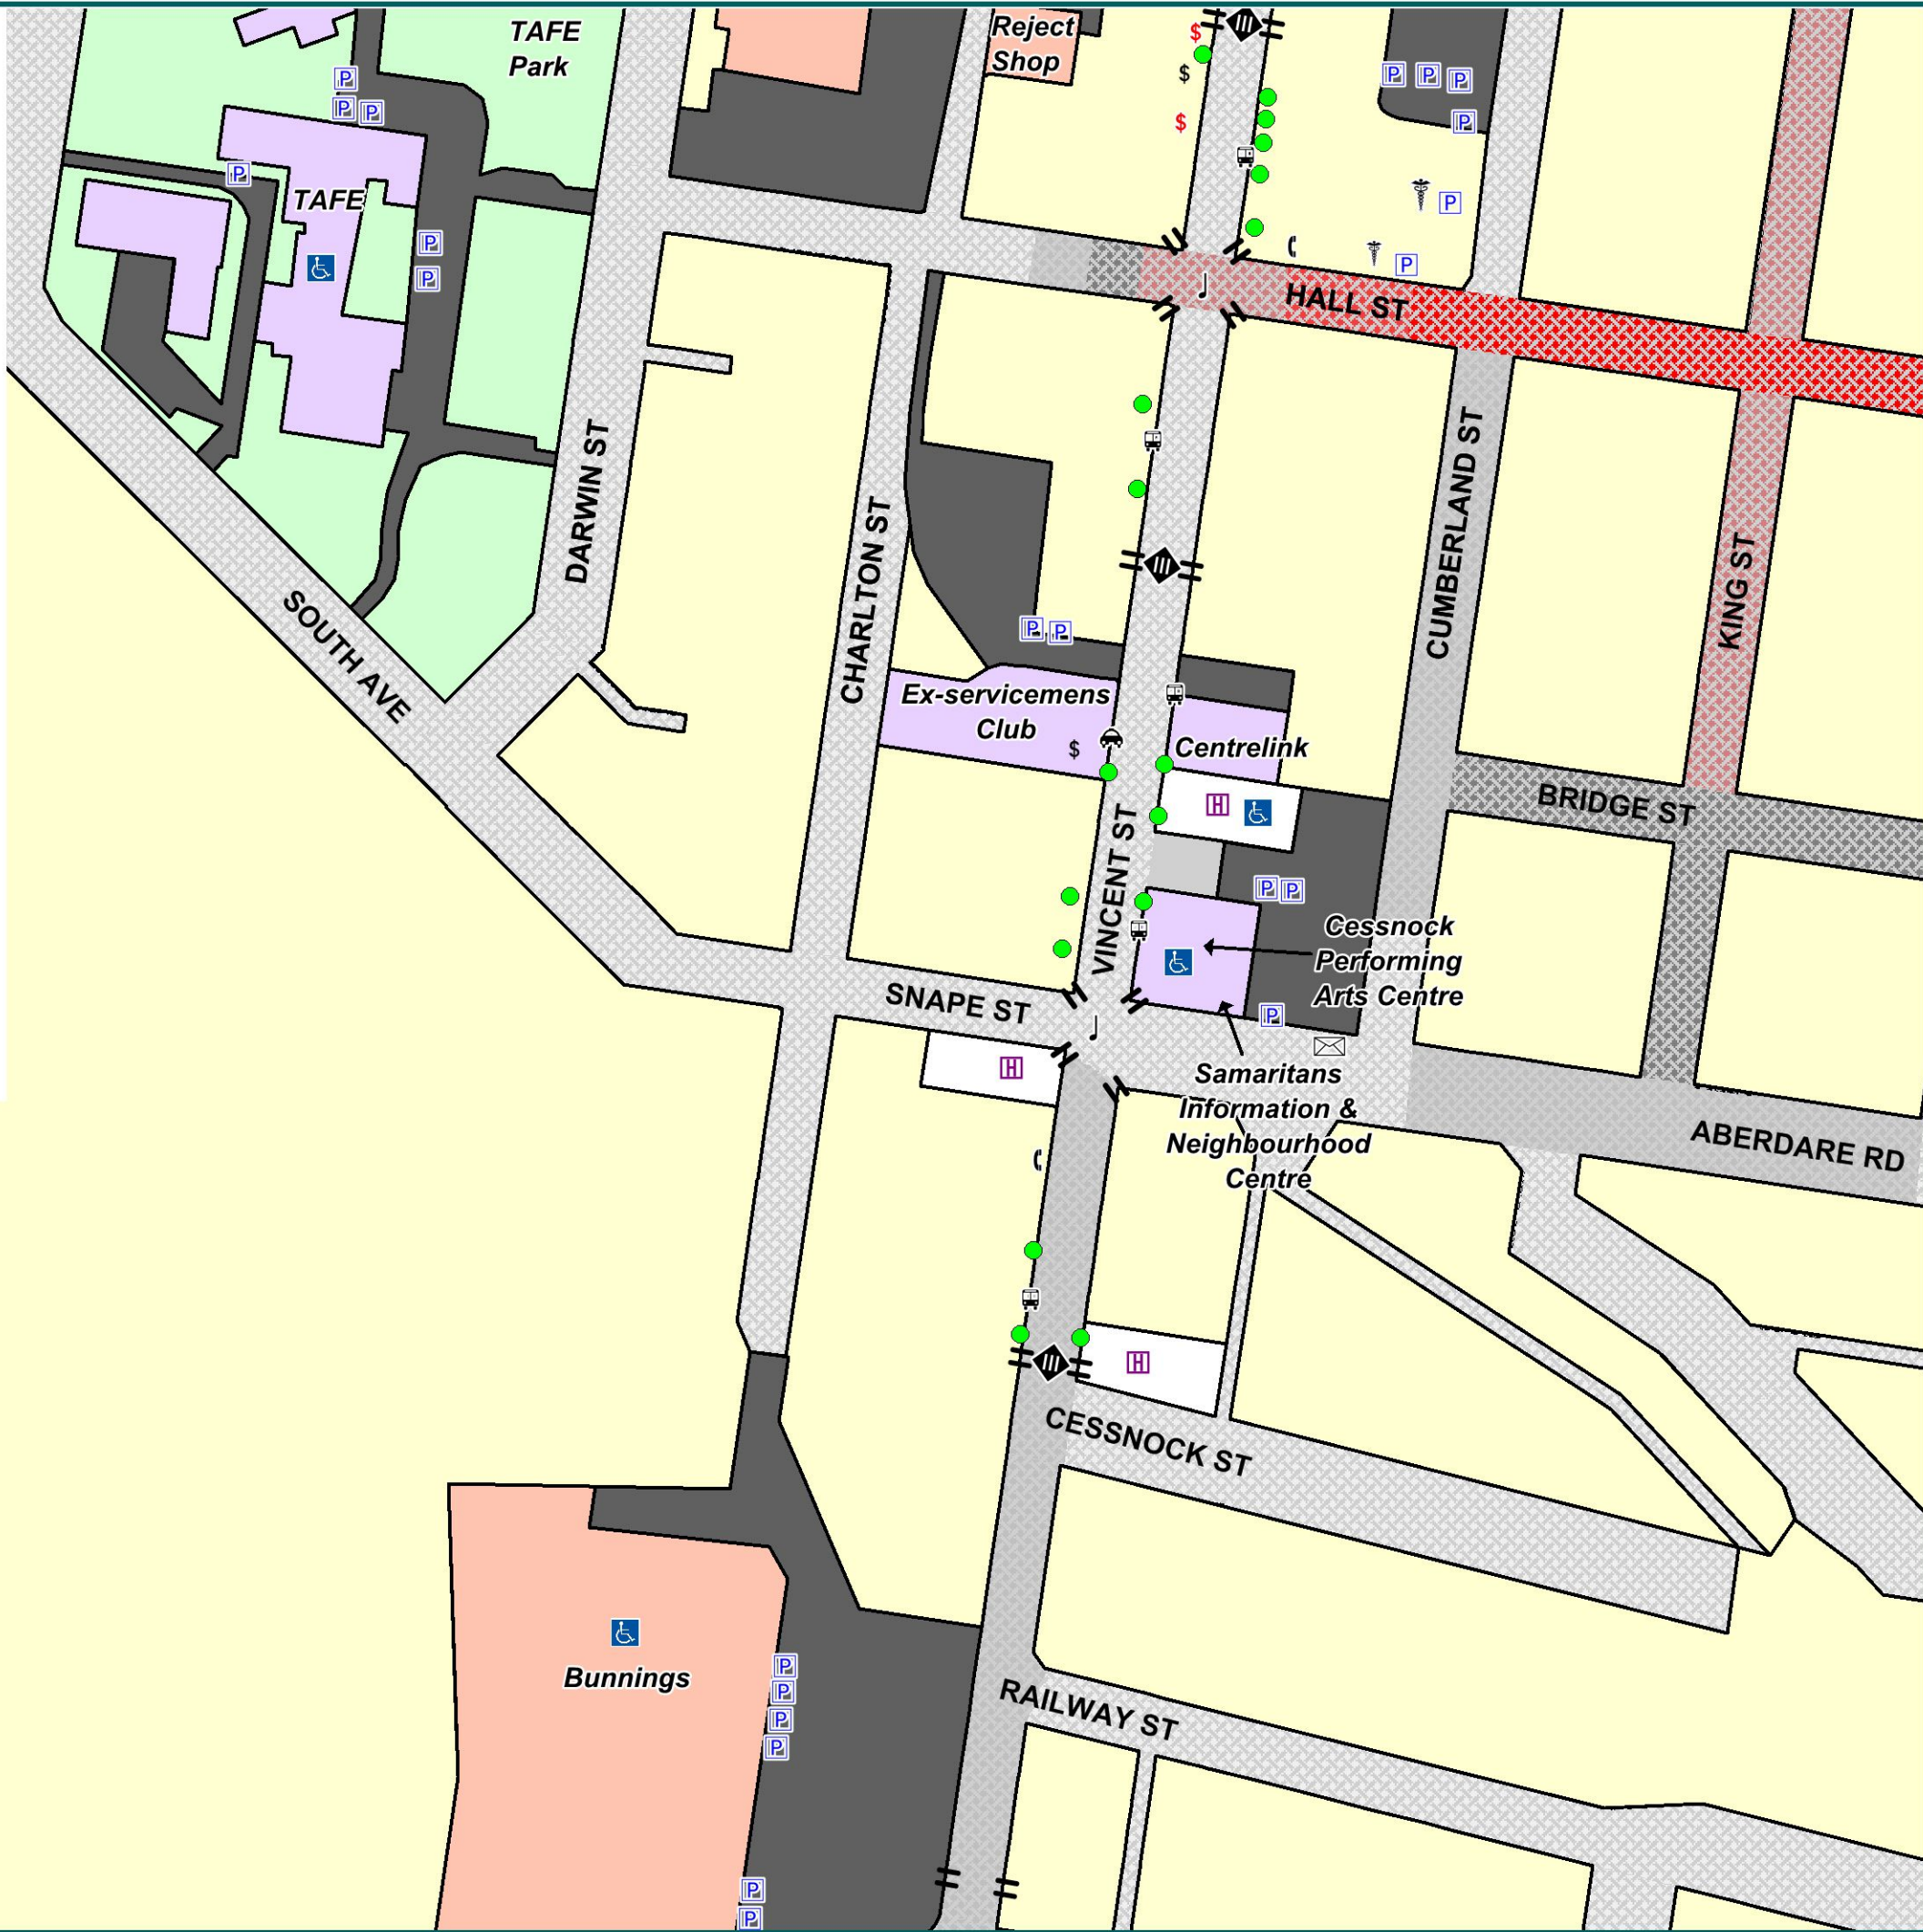 TAFE
Park
Reject
Shop
$
$
$
P
P P
P P P
P
P
TAFE
P
P
P
P
P
HALL ST
DARWIN ST
CHARLTON ST
CUMBERLAND ST
KING ST
SOUTH AVE
P P
Ex-servicemens
Club
$
Centrelink
H
BRIDGE ST
VINCENT ST
P P
Cessnock
Performing
Arts Centre
SNAPE ST
P
H
Samaritans
Information &
Neighbourhood
Centre
ABERDARE RD
H
CESSNOCK ST
Bunnings
P
P
P
P
RAILWAY ST
P
P